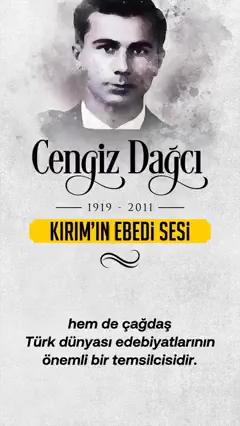 Cengiz Dağcı
1919 - 2011
KIRIM'IN EBEDİ SESİ
hem de çağdaş
Türk dünyası edebiyatlarının
önemli bir temsilcisidir.